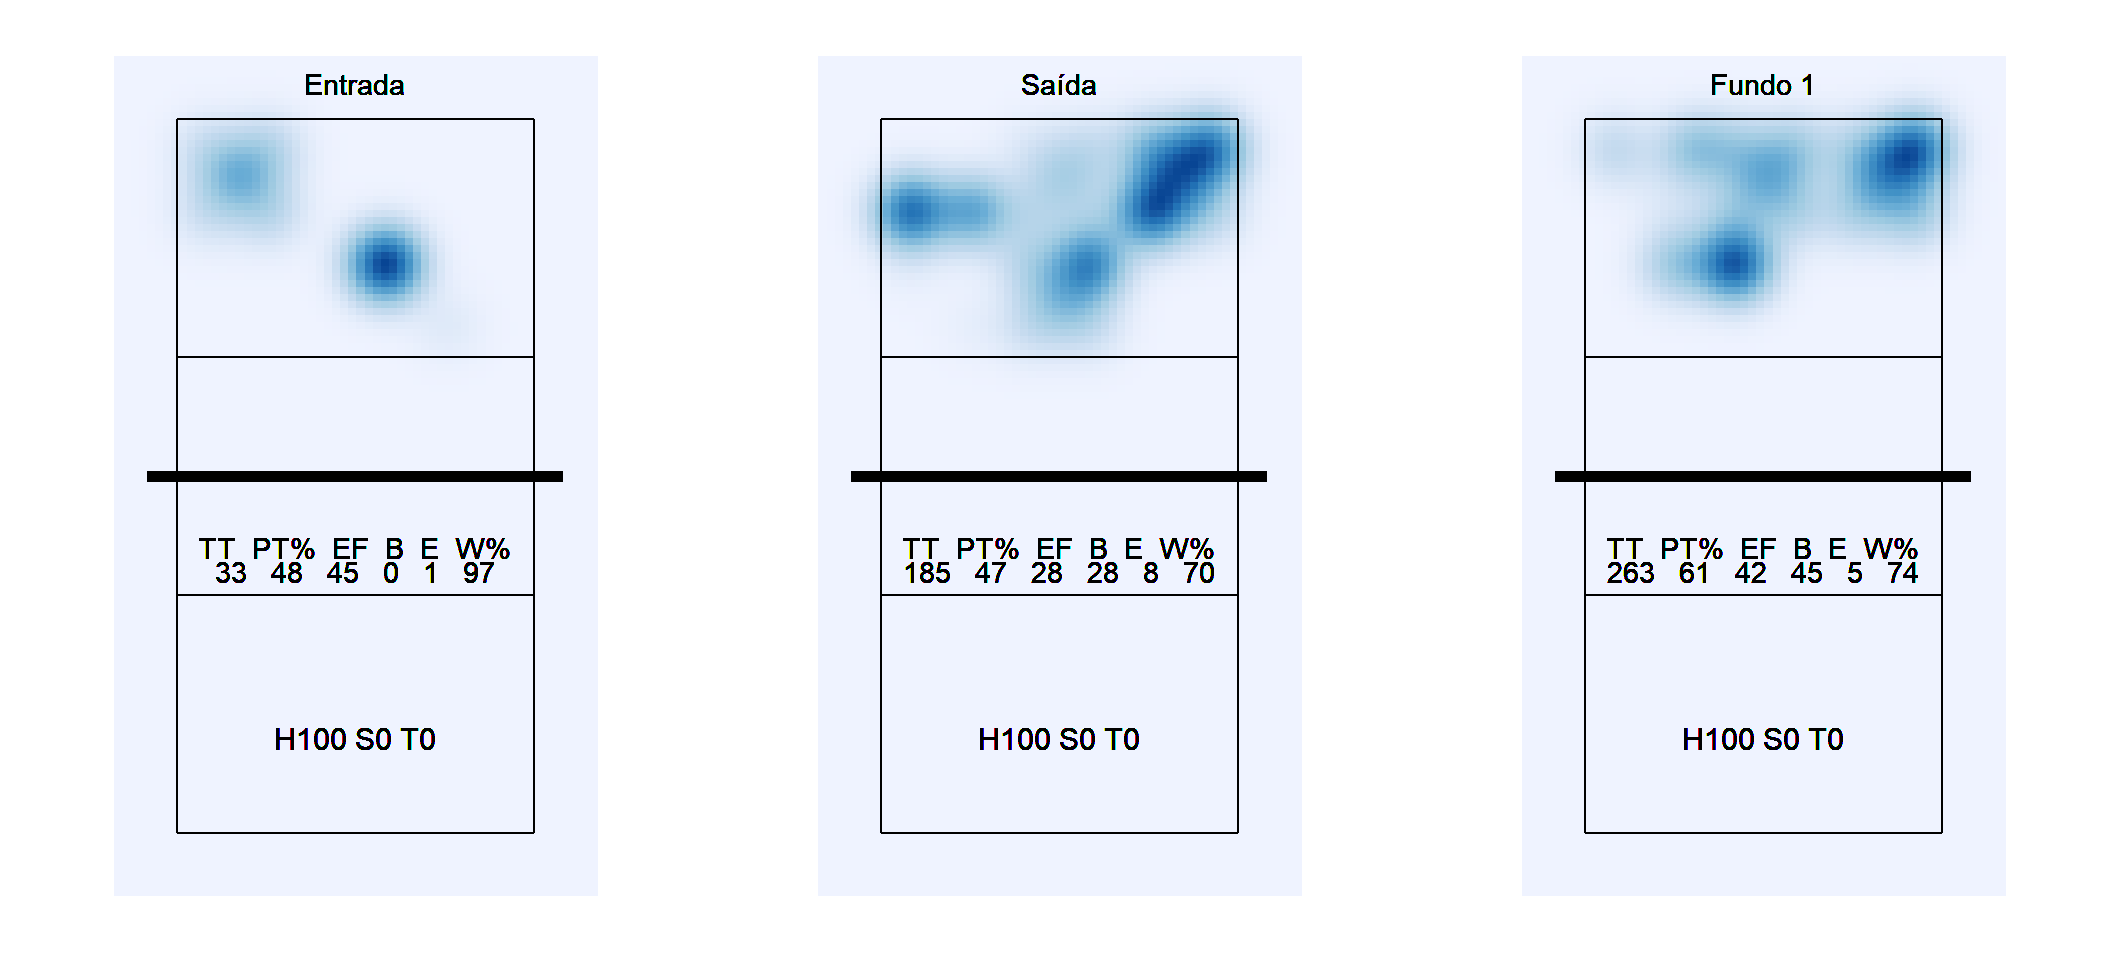 Entrada
TT PT% EF B E W%
33 48 45 0 1 97
H100 S0 T0
Saída
TT PT% EF B E W%
185 47 28 28 8 70
H100 S0 T0
Fundo 1
TT PT% EF B E W%
263 61 42 45 5 74
H100 S0 T0